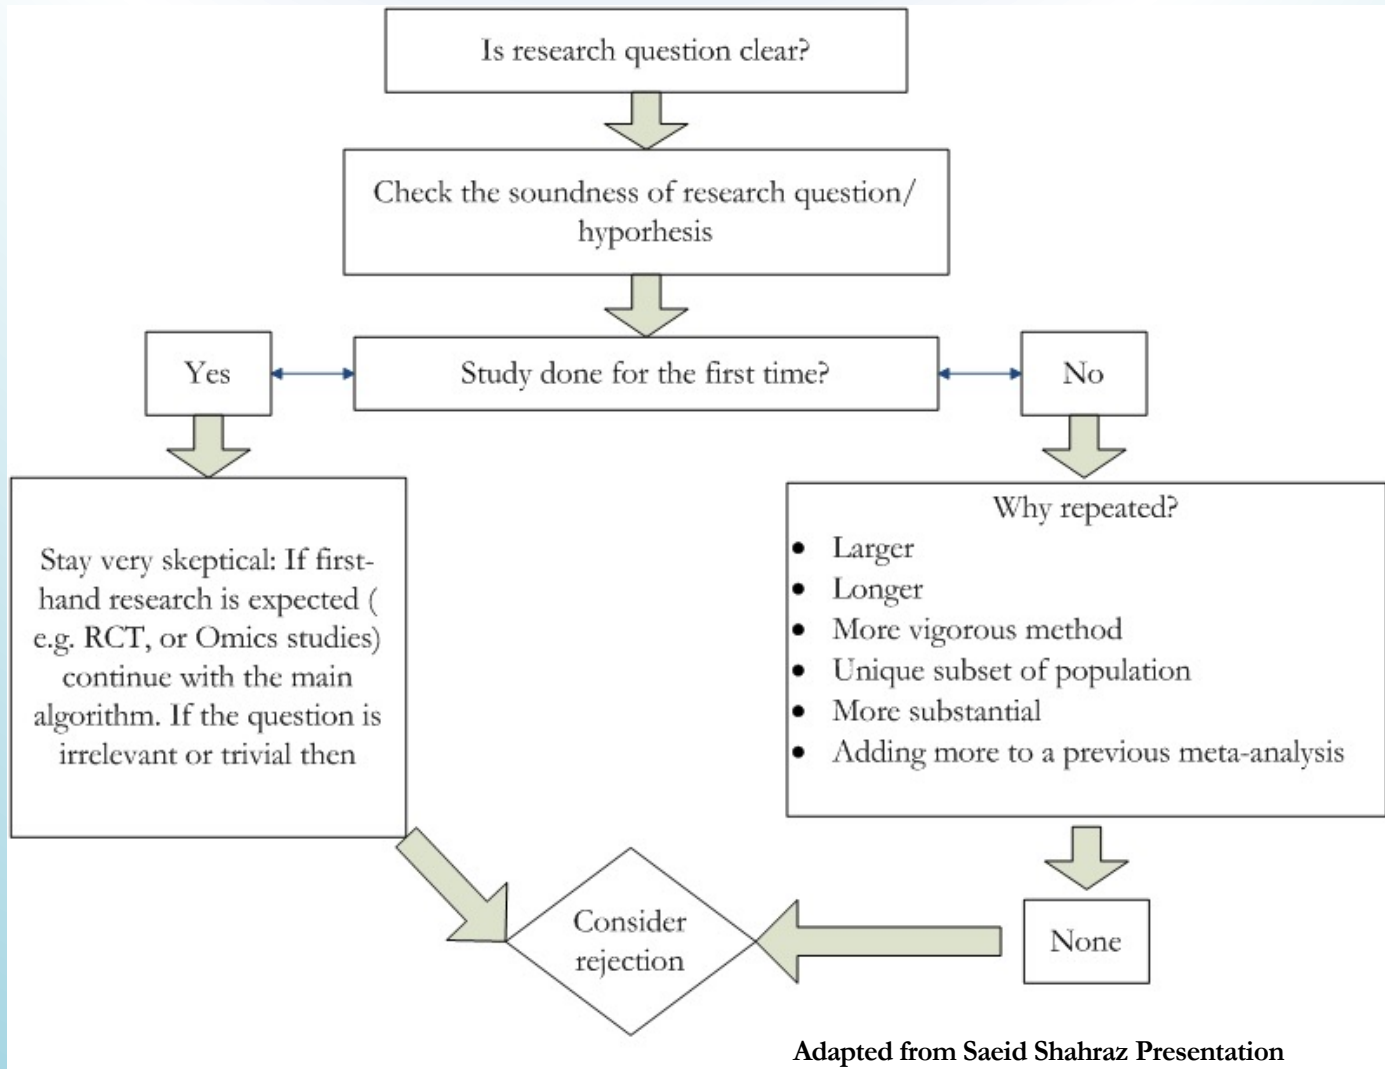 Is research question clear?
Check the soundness of research question/
hyporhesis
Yes
Study done for the first time?
No
Stay very skeptical: If first-
hand research is expected (
e.g. RCT, or Omics studies)
continue with the main
algorithm. If the question is
irrelevant or trivial then
Why repeated?
• Larger
• Longer
• More vigorous method
• Unique subset of population
• More substantial
• Adding more to a previous meta-analysis
Consider
rejection
None
Adapted from Saeid Shahraz Presentation